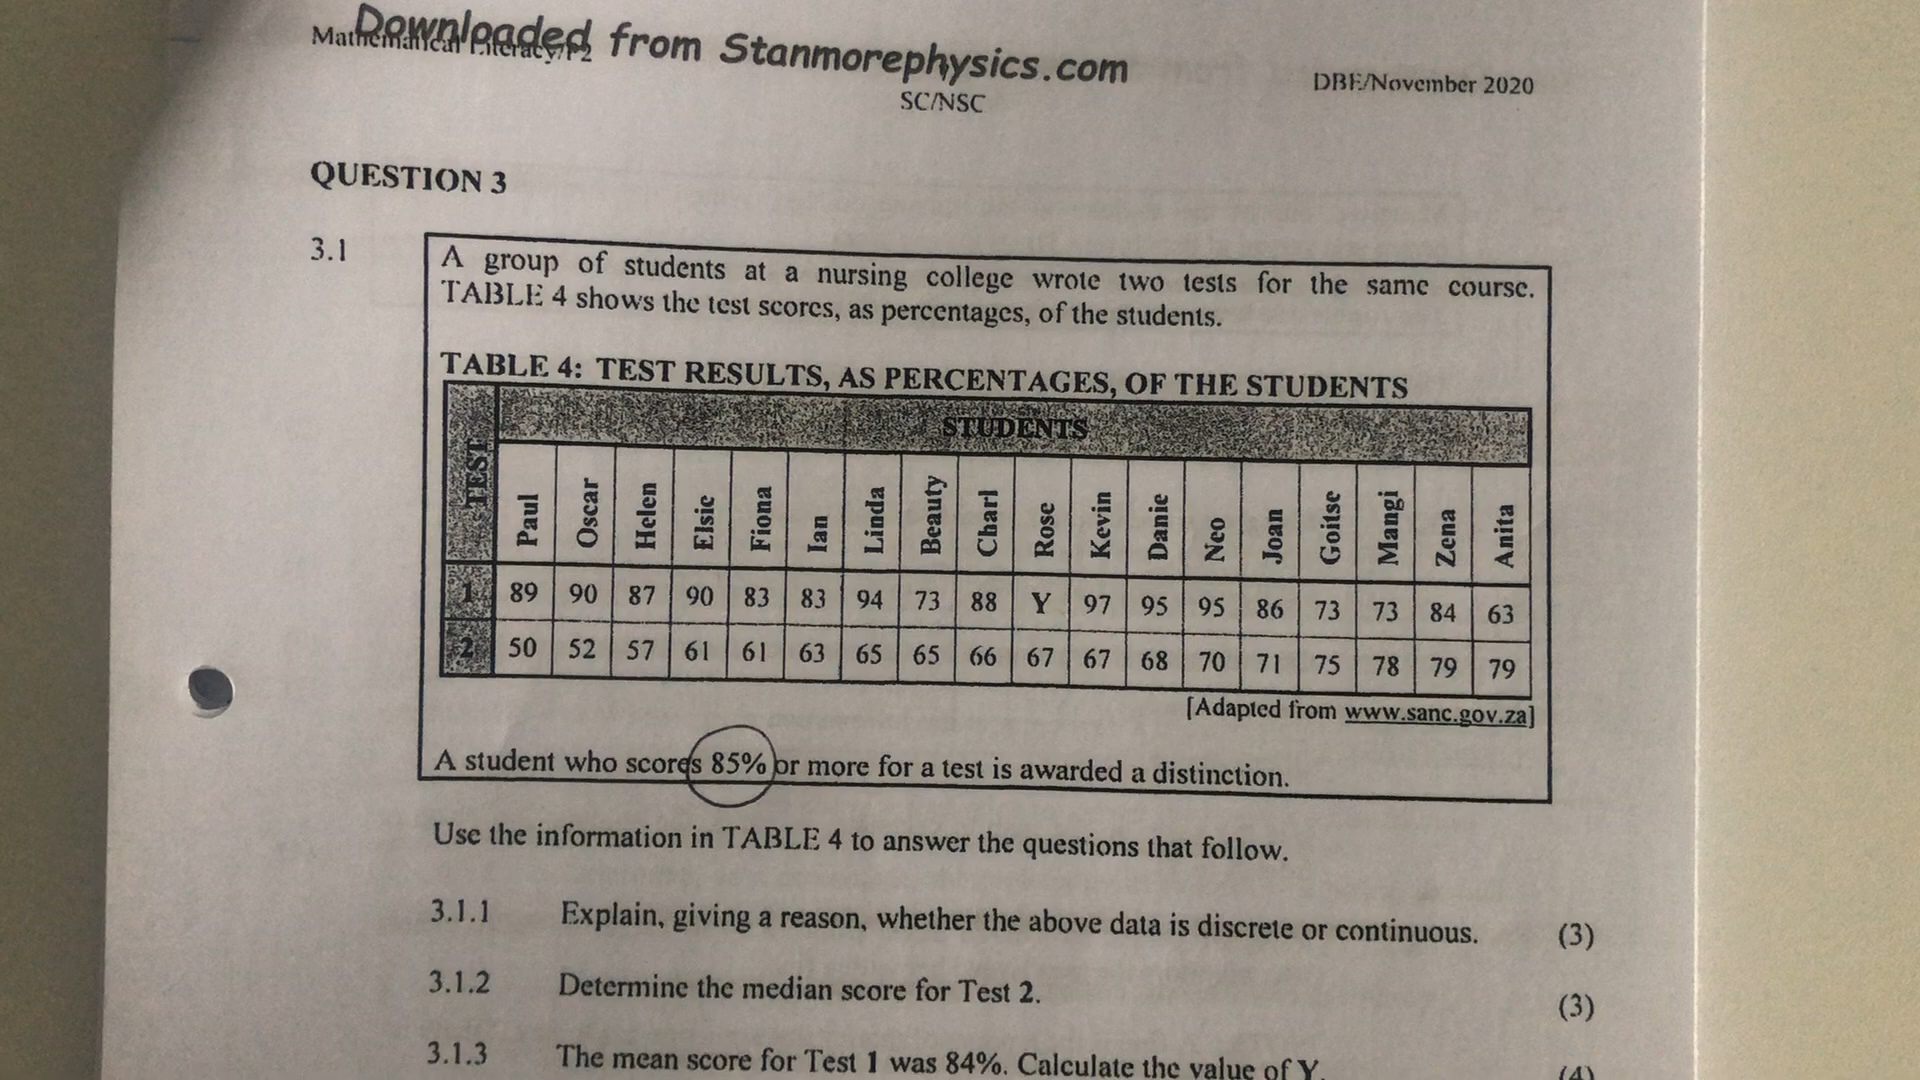 Mathematical Literacy/P2
Downloaded from Stanmorephysics.com
SC/NSC
DBE/November 2020
QUESTION 3
3.1
A group of students at a nursing college wrote two tests for the same course.
TABLE 4 shows the test scores, as percentages, of the students.
TABLE 4: TEST RESULTS, AS PERCENTAGES, OF THE STUDENTS
TEST STUDENTS
Paul Oscar Helen Elsie Fiona Ian Linda Beauty Charl Rose Kevin Danie Neo Joan Goitse Mangi Zena Anita
1 89 90 87 90 83 83 94 73 88 Y 97 95 95 86 73 73 84 63
2 50 52 57 61 61 63 65 65 66 67 67 68 70 71 75 78 79 79
[Adapted from www.sanc.gov.za]
A student who scores 85% or more for a test is awarded a distinction.
Use the information in TABLE 4 to answer the questions that follow.
3.1.1 Explain, giving a reason, whether the above data is discrete or continuous. (3)
3.1.2 Determine the median score for Test 2. (3)
3.1.3 The mean score for Test 1 was 84%. Calculate the value of Y. (4)